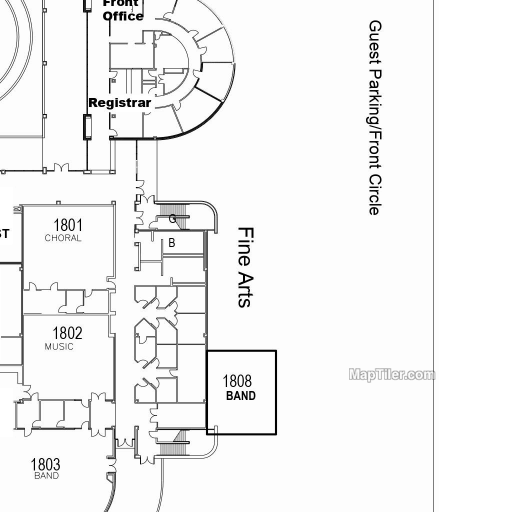 Front
Office
Registrar
Guest Parking/Front Circle
G
ST
1801
CHORAL
B
Fine Arts
1802
MUSIC
MapTiler.com
1808
BAND
1803
BAND